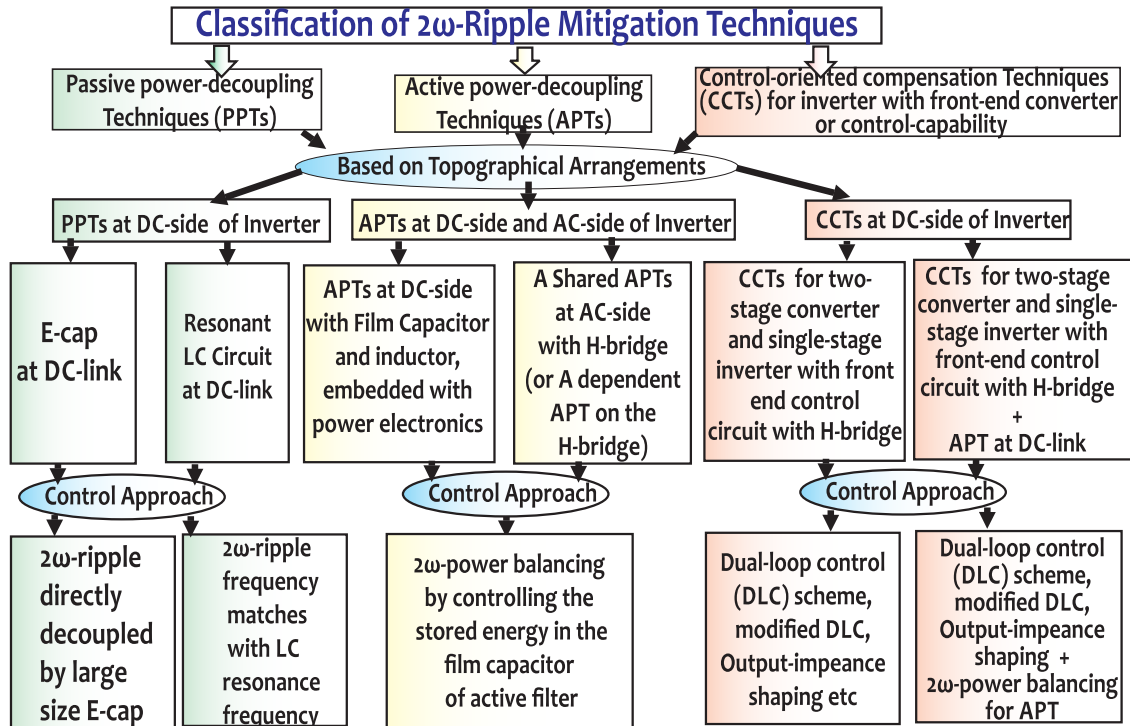 Classification of 2ω-Ripple Mitigation Techniques
Passive power-decoupling
Techniques (PPTs)
Active power-decoupling
Techniques (APTs)
Control-oriented compensation Techniques
(CCTs) for inverter with front-end converter
or control-capability
Based on Topographical Arrangements
PPTs at DC-side of Inverter
APTs at DC-side and AC-side of Inverter
CCTs at DC-side of Inverter
E-cap
at DC-link
Resonant
LC Circuit
at DC-link
APTs at DC-side
with Film Capacitor
and inductor,
embedded with
power electronics
A Shared APTs
at AC-side
with H-bridge
(or A dependent
APT on the
H-bridge)
CCTs for two-
stage converter
and single-stage
inverter with front
end control
circuit with H-bridge
CCTs for two-stage
converter and single-
stage inverter with
front-end control
circuit with H-bridge
+
APT at DC-link
Control Approach
Control Approach
Control Approach
2ω-ripple
directly
decoupled
by large
size E-cap
2ω-ripple
frequency
matches
with LC
resonance
frequency
2ω-power balancing
by controlling the
stored energy in the
film capacitor
of active filter
Dual-loop control
(DLC) scheme,
modified DLC,
Output-impeance
shaping etc
Dual-loop control
(DLC) scheme,
modified DLC,
Output-impeance
shaping +
2ω-power balancing
for APT